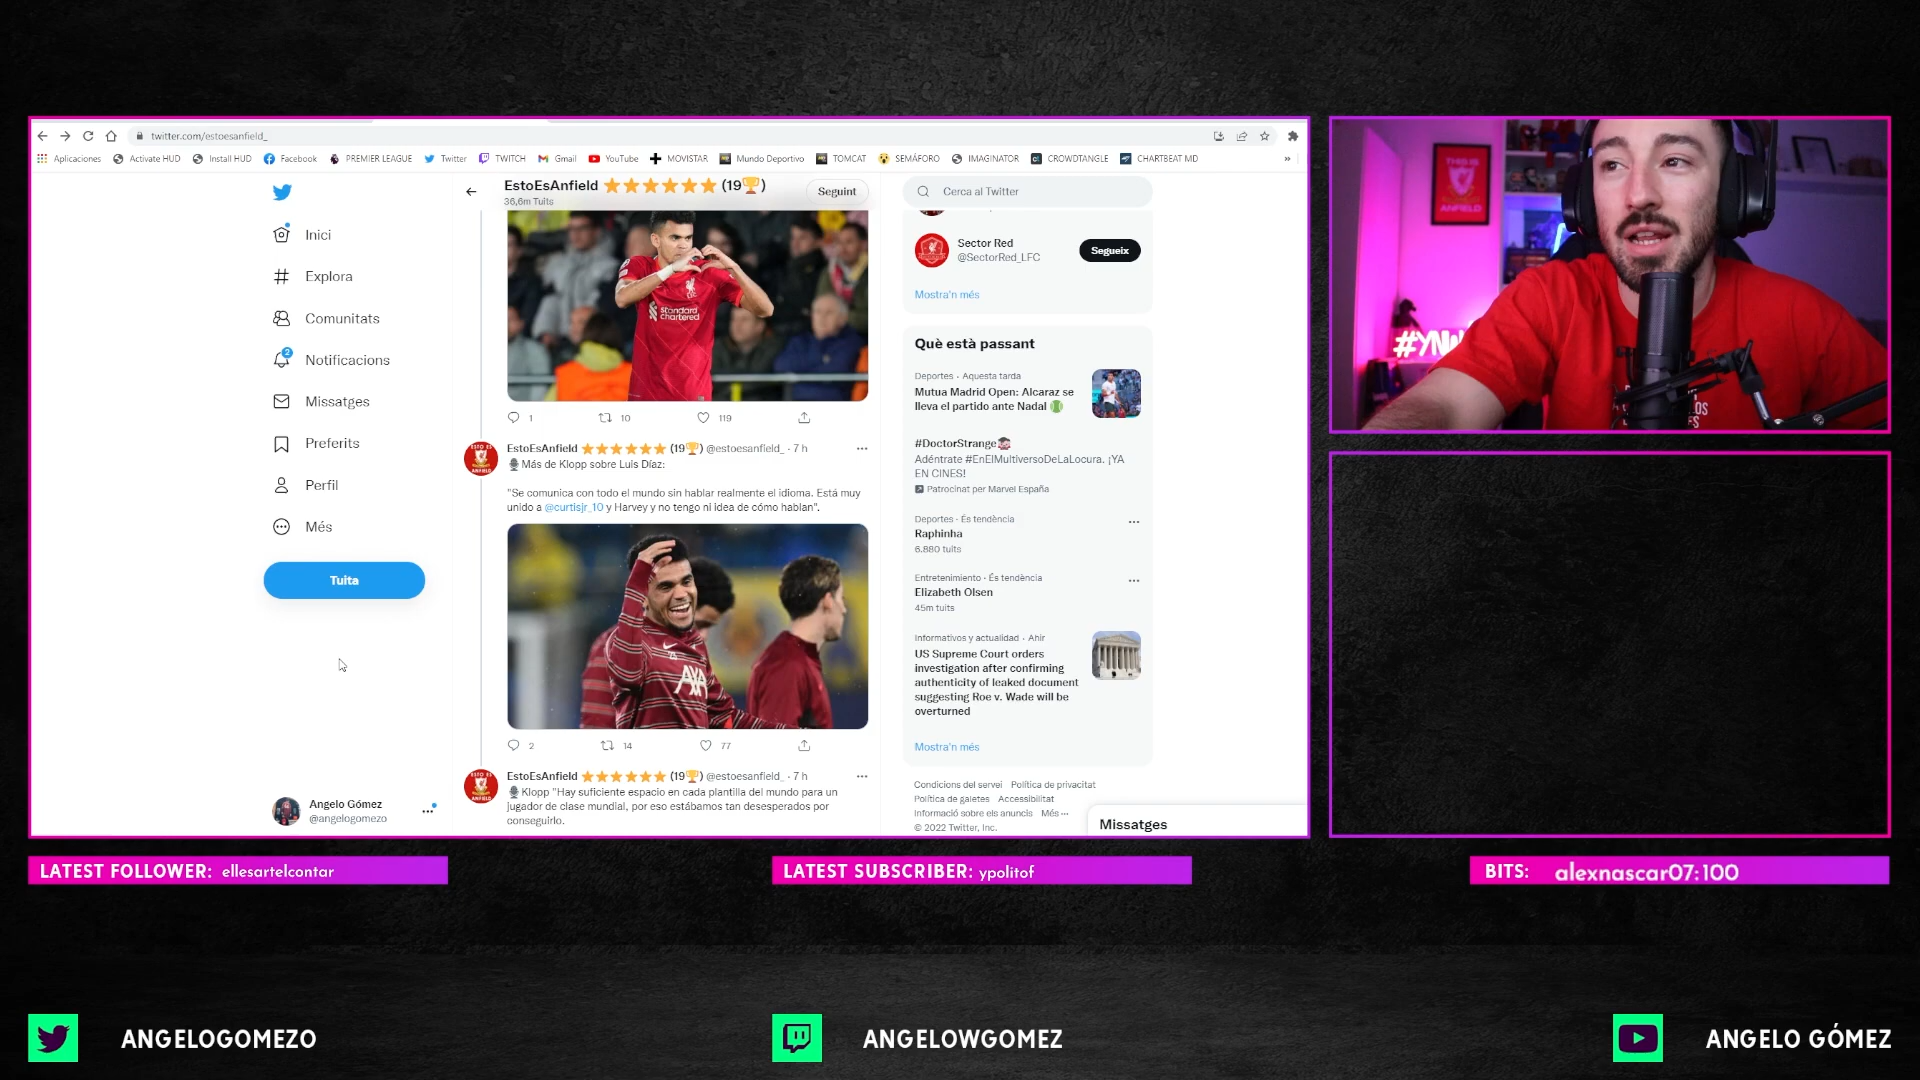 twitter.com/estoesanfield_
Aplicaciones Activate HUD Install HUD Facebook PREMIER LEAGUE Twitter TWITCH Gmail YouTube MOVISTAR Mundo Deportivo TOMCAT SEMÁFORO IMAGINATOR CROWDTANGLE CHARTBEAT MD »
EstoEsAnfield ⭐⭐⭐⭐⭐⭐ (19🏆)
36,6m Tuits
Seguint
Cerca al Twitter
Inici
Explora
Comunitats
2
Notificacions
Missatges
Preferits
Perfil
Més
Tuita
Angelo Gómez
@angelogomezo
standard
chartered
1 10 119
EstoEsAnfield ⭐⭐⭐⭐⭐⭐ (19🏆) @estoesanfield_ · 7 h
🎙️Más de Klopp sobre Luis Díaz:
"Se comunica con todo el mundo sin hablar realmente el idioma. Está muy
unido a @curtisjr_10 y Harvey y no tengo ni idea de cómo hablan".
AXA
2 14 77
EstoEsAnfield ⭐⭐⭐⭐⭐⭐ (19🏆) @estoesanfield_ · 7 h
🎙️Klopp "Hay suficiente espacio en cada plantilla del mundo para un
jugador de clase mundial, por eso estábamos tan desesperados por
conseguirlo.
Sector Red
@SectorRed_LFC
Segueix
Mostra'n més
Què està passant
Deportes · Aquesta tarda
Mutua Madrid Open: Alcaraz se
lleva el partido ante Nadal 🎾
#DoctorStrange
Adéntrate #EnElMultiversoDeLaLocura. ¡YA
EN CINES!
Patrocinat per Marvel España
Deportes · És tendència
Raphinha
6.880 tuits
Entretenimiento · És tendència
Elizabeth Olsen
45m tuits
Informativos y actualidad · Ahir
US Supreme Court orders
investigation after confirming
authenticity of leaked document
suggesting Roe v. Wade will be
overturned
Mostra'n més
Condicions del servei Política de privacitat
Política de galetes Accessibilitat
Informació sobre els anuncis Més ···
© 2022 Twitter, Inc.
Missatges
THIS IS
ANFIELD
#YNW
LATEST FOLLOWER: ellesartelcontar
LATEST SUBSCRIBER: ypolitof
BITS: alexnascar07:100
ANGELOGOMEZO
ANGELOWGOMEZ
ANGELO GÓMEZ